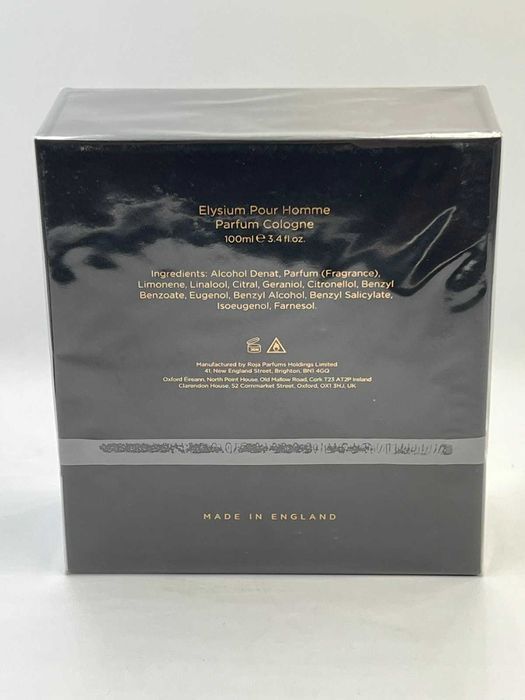 Elysium Pour Homme
Parfum Cologne
100ml ℮ 3.4 fl.oz.
Ingredients: Alcohol Denat, Parfum (Fragrance),
Limonene, Linalool, Citral, Geraniol, Citronellol, Benzyl
Benzoate, Eugenol, Benzyl Alcohol, Benzyl Salicylate,
Isoeugenol, Farnesol.
Manufactured by Roja Parfums Holdings Limited
41, New England Street, Brighton, BN1 4GQ
Oxford Éireann, North Point House, Old Mallow Road, Cork T23 AT2P Ireland
Clarendon House, 52 Cornmarket Street, Oxford, OX1 3HJ, UK
MADE IN ENGLAND